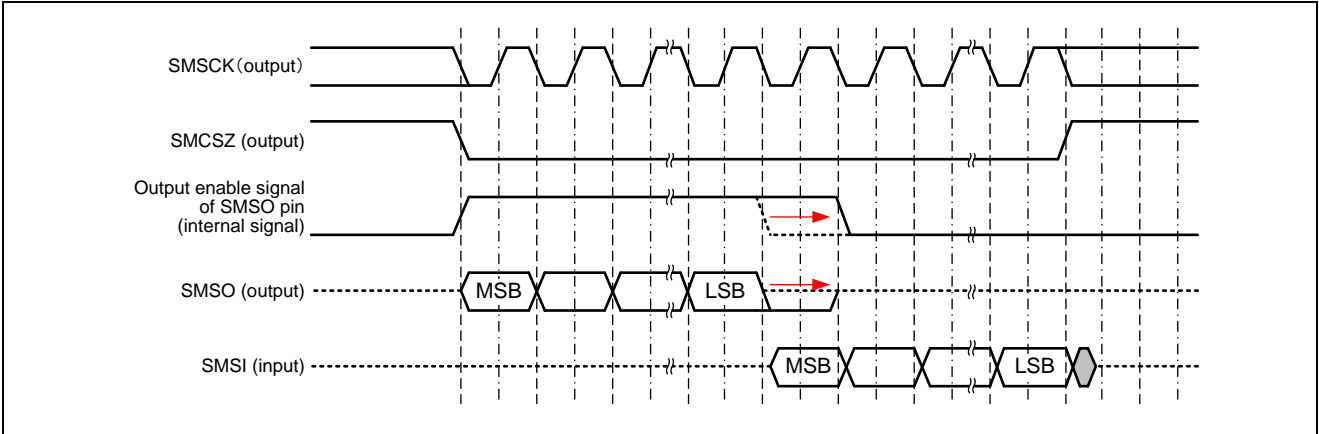 SMSCK（output）
SMCSZ (output)
Output enable signal
of SMSO pin
(internal signal)
SMSO (output)
MSB
LSB
SMSI (input)
MSB
LSB